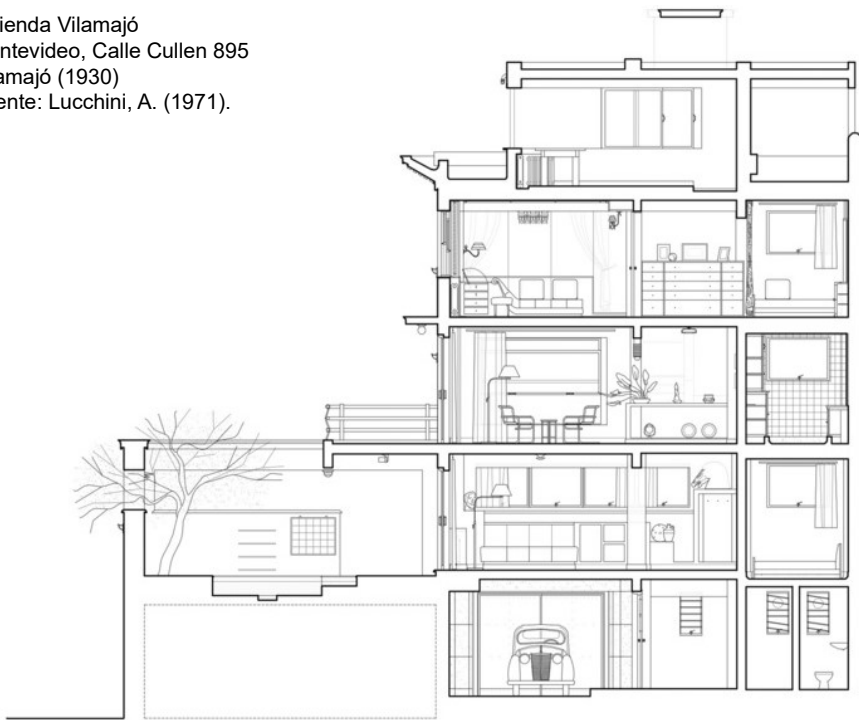 ienda Vilamajó
ntevideo, Calle Cullen 895
amajó (1930)
ente: Lucchini, A. (1971).